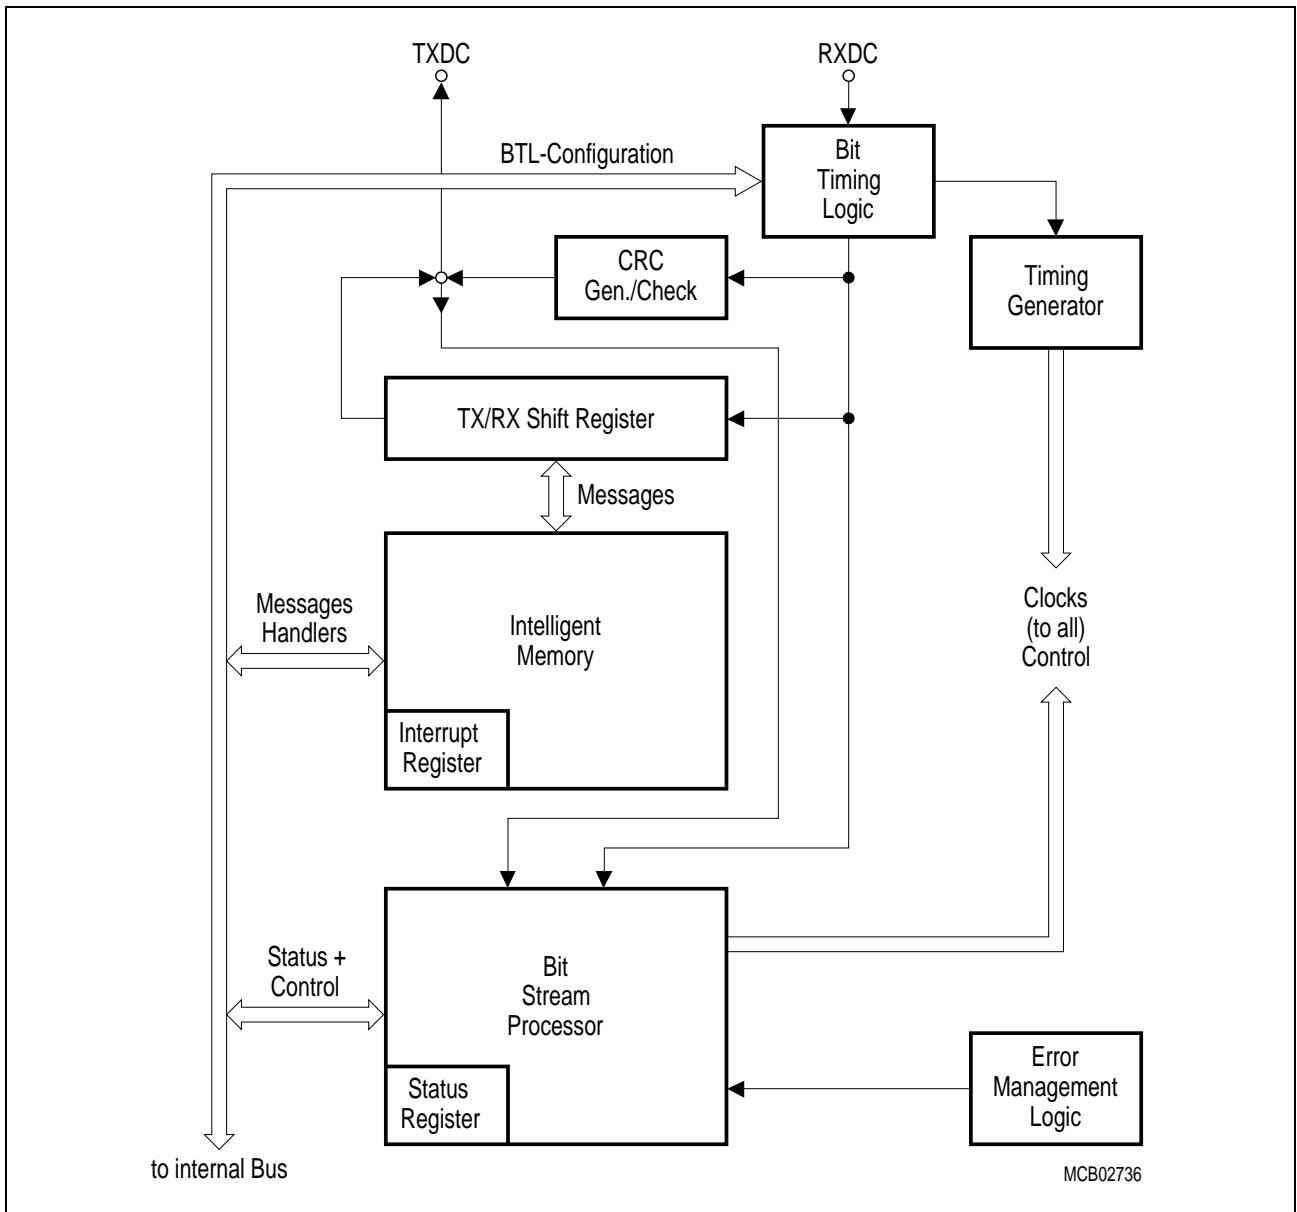 TXDC
RXDC
BTL-Configuration
Bit
Timing
Logic
CRC
Gen./Check
Timing
Generator
TX/RX Shift Register
Messages
Messages
Handlers
Intelligent
Memory
Clocks
(to all)
Control
Interrupt
Register
Status +
Control
Bit
Stream
Processor
Status
Register
Error
Management
Logic
to internal Bus
MCB02736